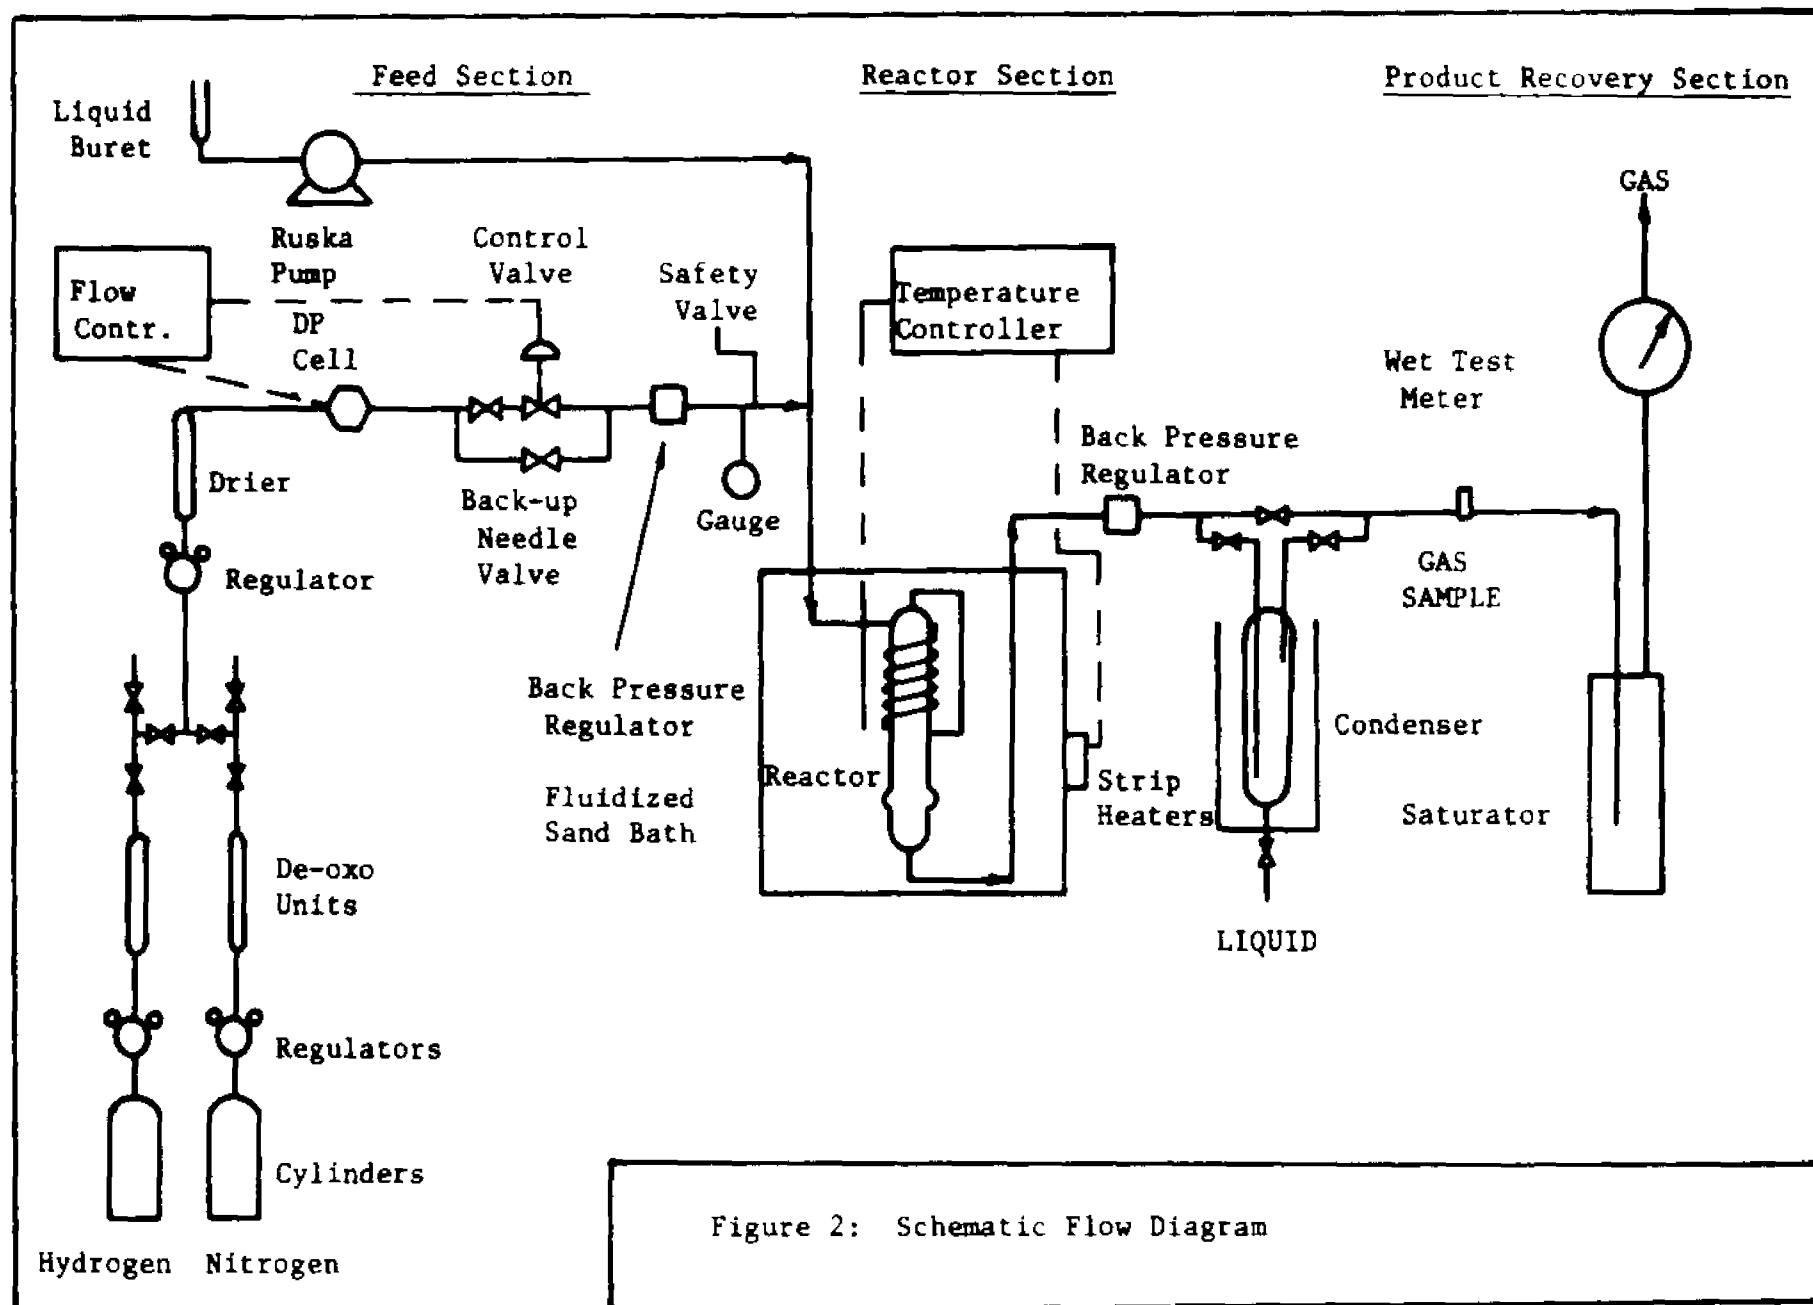 Feed Section
Reactor Section
Product Recovery Section
Liquid
Buret
GAS
Ruska
Pump
Control
Valve
Safety
Valve
Flow
Contr.
DP
Cell
Temperature
Controller
Wet Test
Meter
Back Pressure
Regulator
Drier
Back-up
Needle
Valve
Gauge
Regulator
GAS
SAMPLE
Back Pressure
Regulator
Condenser
Reactor
Strip
Heaters
Fluidized
Sand Bath
Saturator
De-oxo
Units
LIQUID
Regulators
Cylinders
Hydrogen
Nitrogen
Figure 2: Schematic Flow Diagram